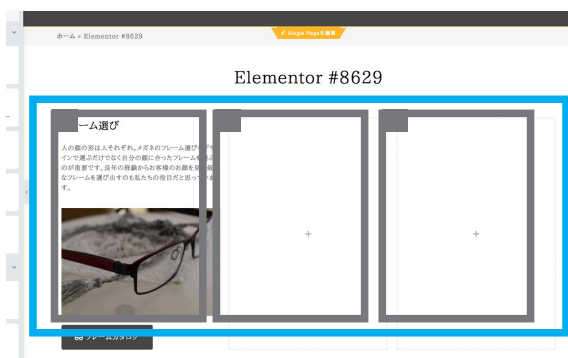 ホーム » Elementor #8629
Single Pageを編集
Elementor #8629
ーム選び
人の顔の形は人それぞれ。メガネのフレーム選びの
インで選ぶだけでなく自分の顔に合ったフレームを
のが重要です。長年の経験からお客様のお顔を見
なフレームを選び出すのも私たちの役目だと思って
す。
+
+
フレームカタログ